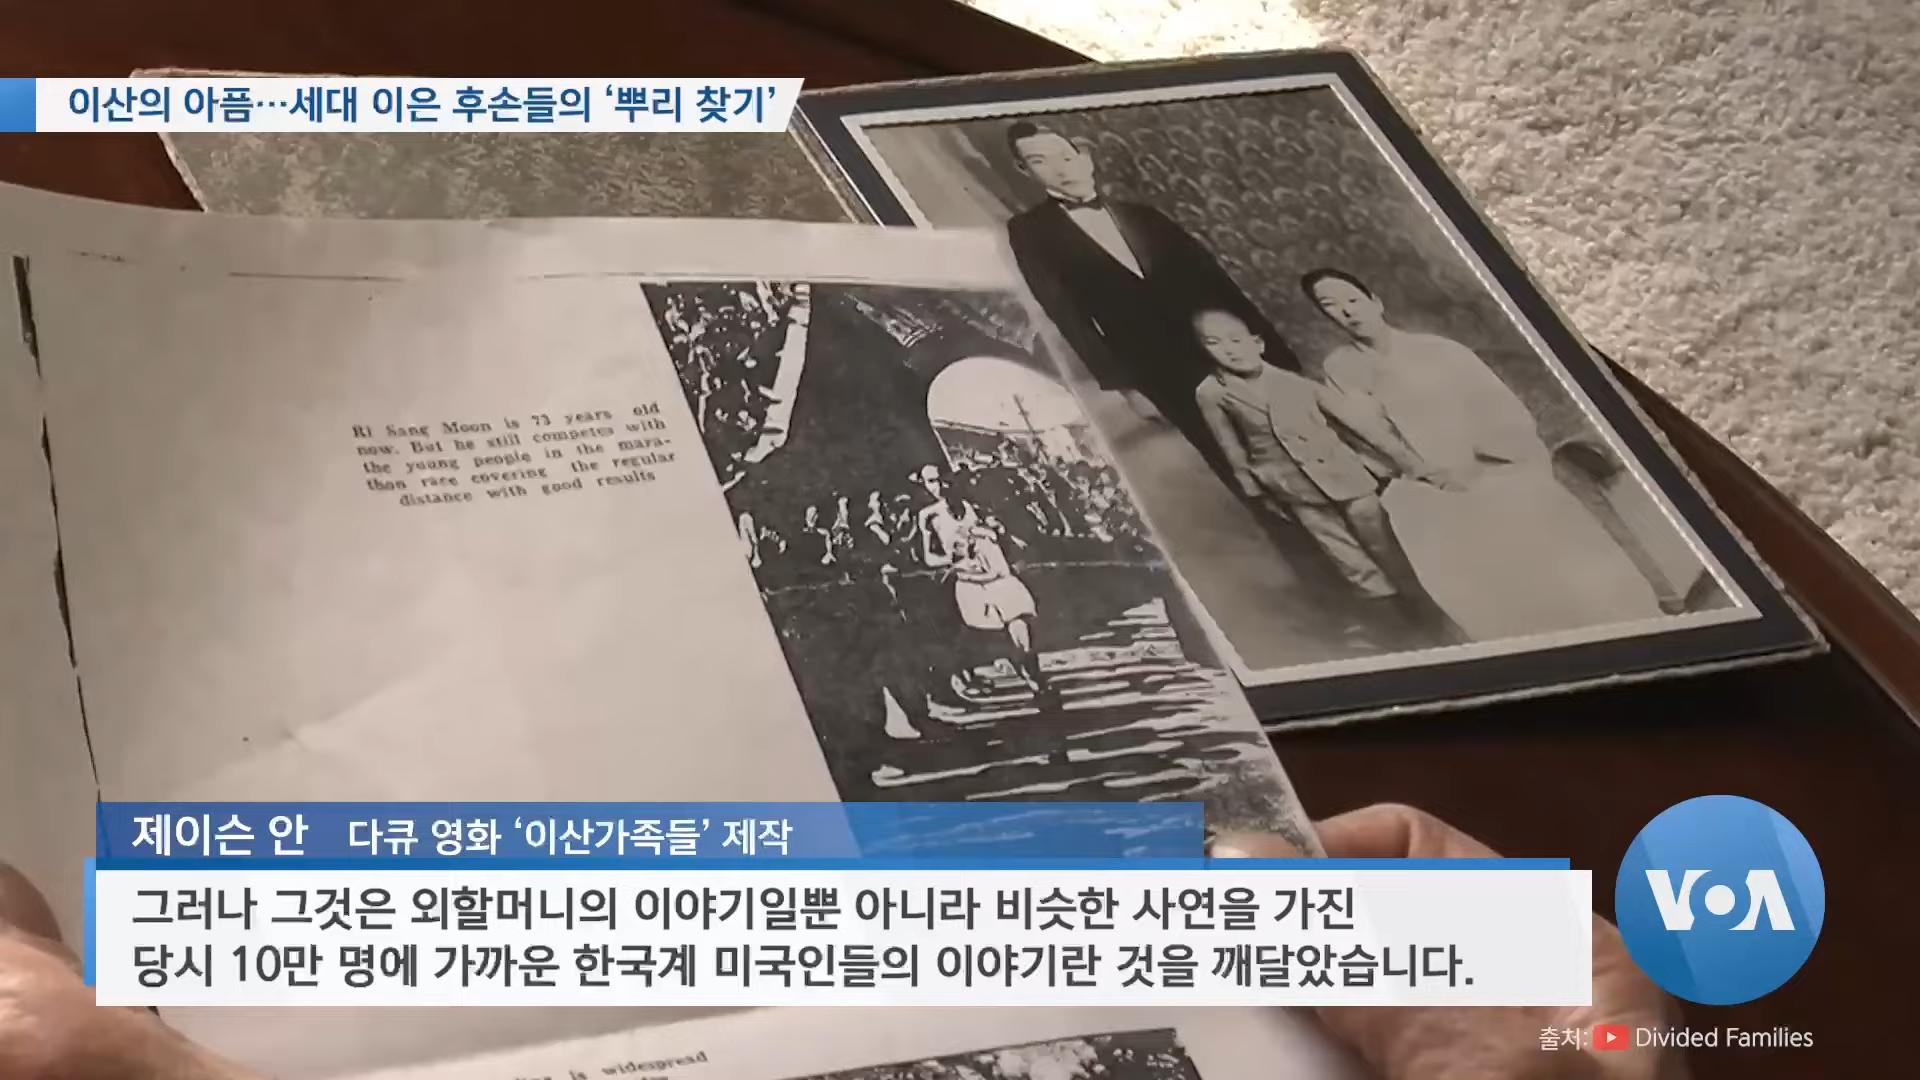 이산의 아픔…세대 이은 후손들의 ‘뿌리 찾기’
Ri Sang Moon is 73 years old
now. But he still competes with
the young people in the mara-
thon race covering the regular
distance with good results
제이슨 안 다큐 영화 ‘이산가족들’ 제작
그러나 그것은 외할머니의 이야기일뿐 아니라 비슷한 사연을 가진
당시 10만 명에 가까운 한국계 미국인들의 이야기란 것을 깨달았습니다.
VOA
출처: Divided Families
is widespread